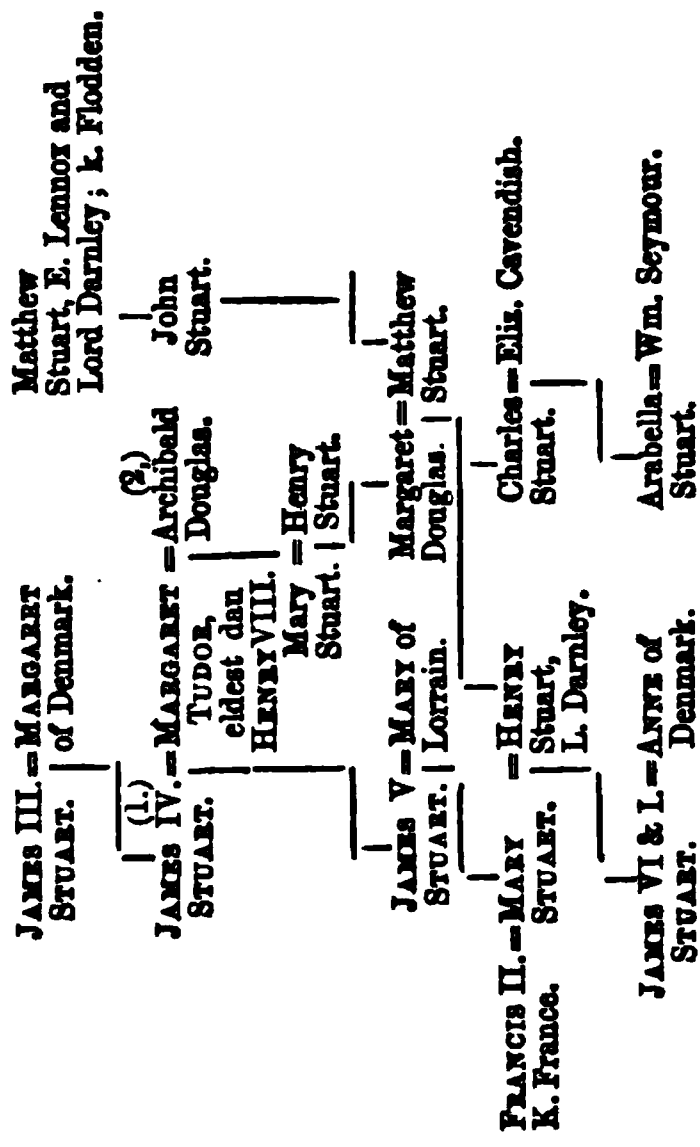 JAMES III.=MARGARET
STUART. | of Denmark.
Matthew
Stuart, E. Lennox and
Lord Darnley; k. Flodden.
(1.) (2,)
JAMES IV.=MARGARET=Archibald
STUART. TUDOR, Douglas.
eldest dau
HENRY VIII.
John
Stuart.
Mary = Henry
Stuart. | Stuart.
JAMES V=MARY of
STUART. | Lorrain.
Margaret=Matthew
Douglas. | Stuart.
FRANCIS II.=MARY =HENRY
K. France. STUART. Stuart,
L. Darnley.
Charles=Eliz. Cavendish.
Stuart.
JAMES VI & I.=ANNE of
STUART. Denmark.
Arabella=Wm. Seymour.
Stuart.